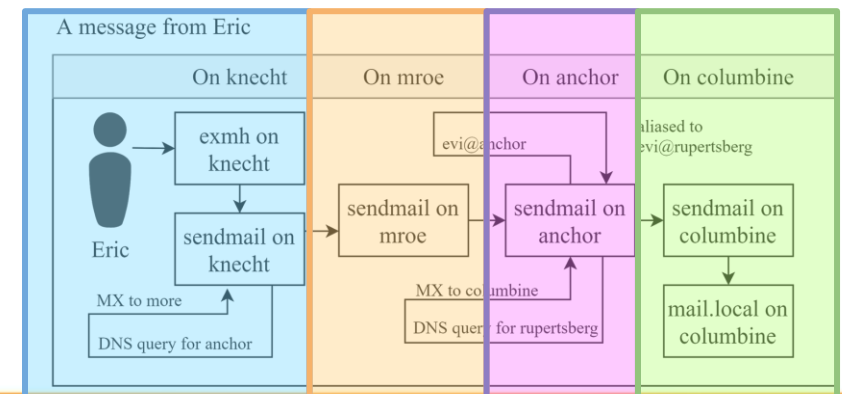 A message from Eric
On knecht
On mroe
On anchor
On columbine
exmh on
knecht
Eric
sendmail on
knecht
MX to more
DNS query for anchor
sendmail on
mroe
evi@anchor
sendmail on
anchor
MX to columbine
DNS query for rupertsberg
aliased to
evi@rupertsberg
sendmail on
columbine
mail.local on
columbine